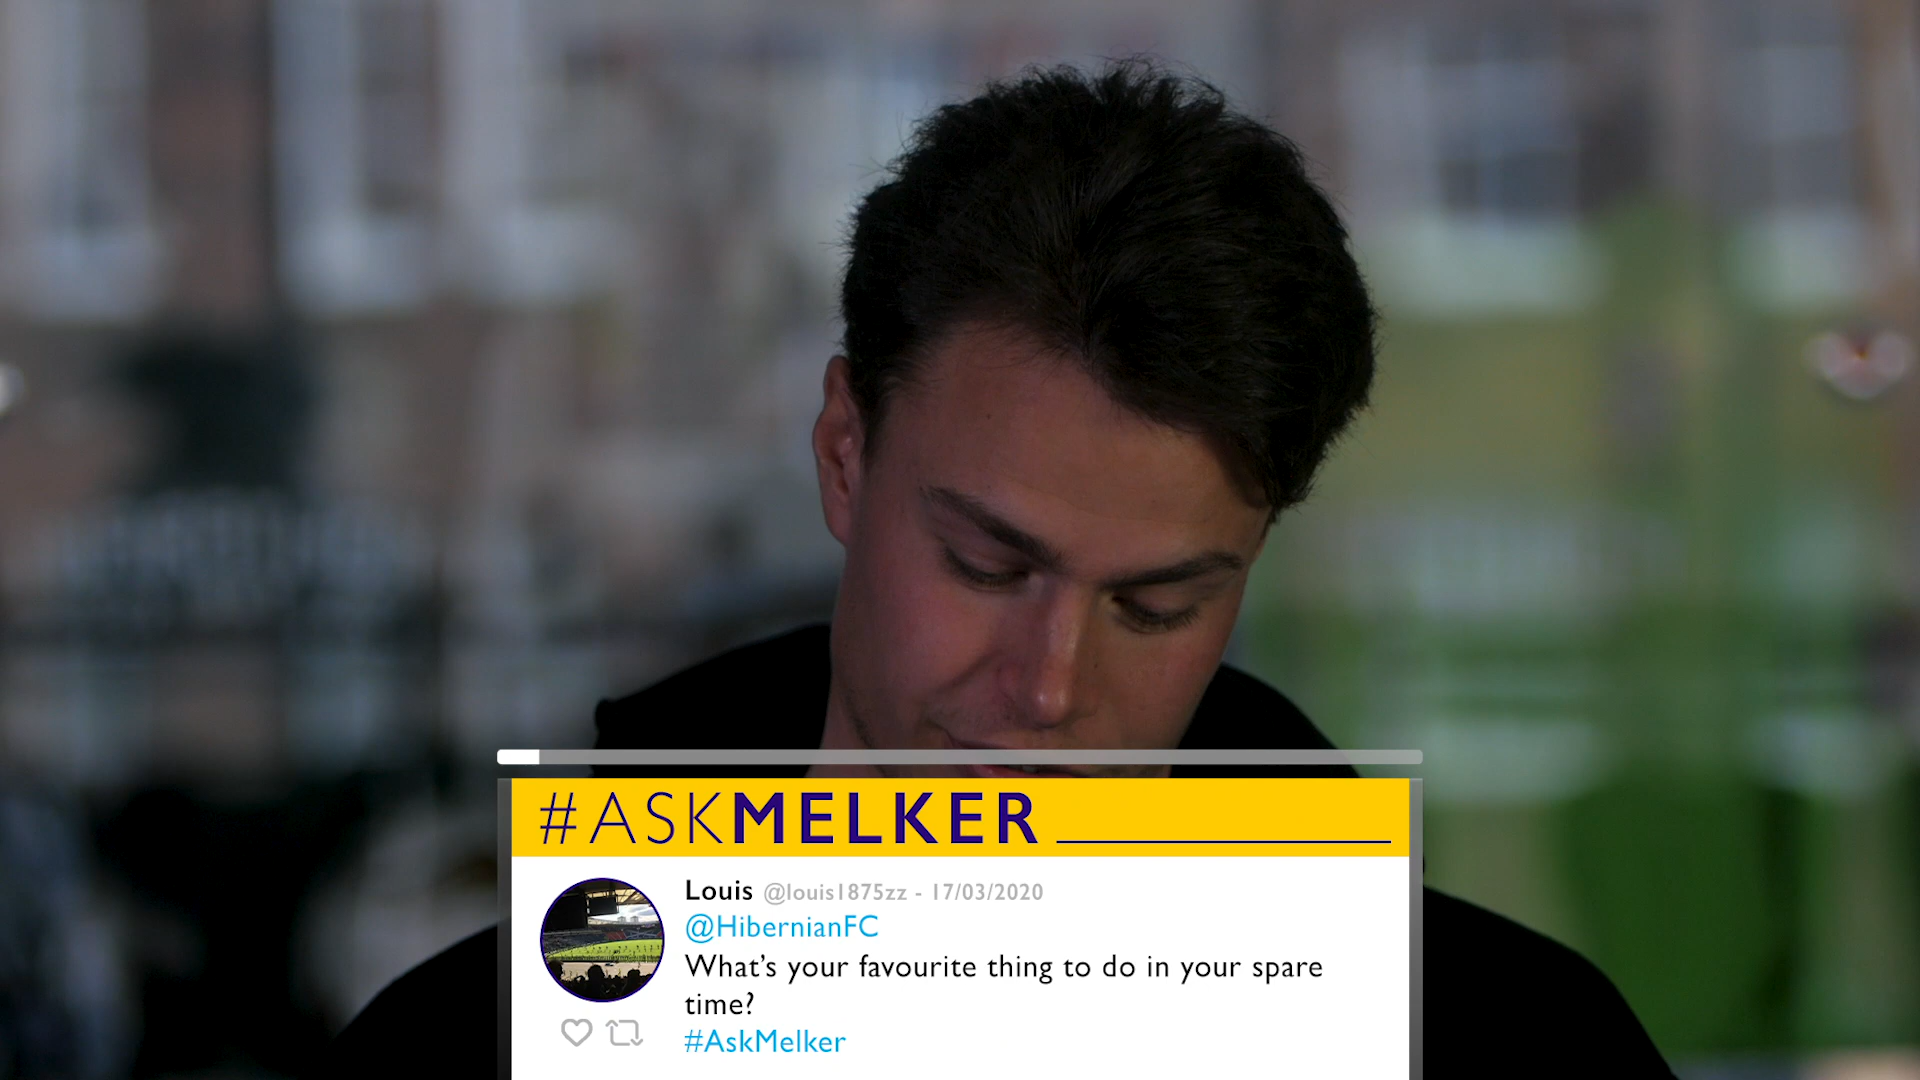 #ASKMELKER
Louis @louis1875zz - 17/03/2020
@HibernianFC
What's your favourite thing to do in your spare
time?
#AskMelker